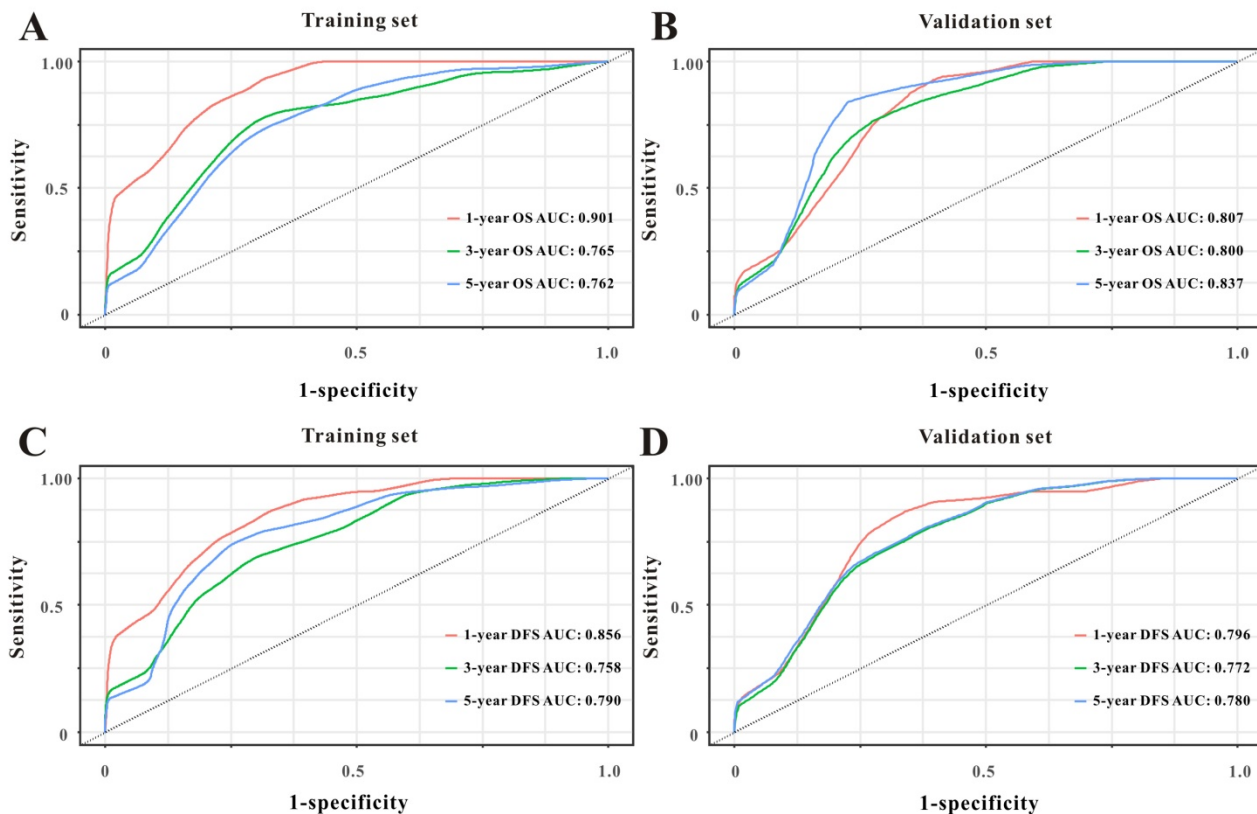 A
Training set
1.00
0.5
0
Sensitivity
1-year OS AUC: 0.901
3-year OS AUC: 0.765
5-year OS AUC: 0.762
0
0.5
1.0
1-specificity
B
Validation set
1.00
0.5
0
Sensitivity
1-year OS AUC: 0.807
3-year OS AUC: 0.800
5-year OS AUC: 0.837
0
0.5
1.0
1-specificity
C
Training set
1.00
0.5
0
Sensitivity
1-year DFS AUC: 0.856
3-year DFS AUC: 0.758
5-year DFS AUC: 0.790
0
0.5
1.0
1-specificity
D
Validation set
1.00
0.5
0
Sensitivity
1-year DFS AUC: 0.796
3-year DFS AUC: 0.772
5-year DFS AUC: 0.780
0
0.5
1.0
1-specificity